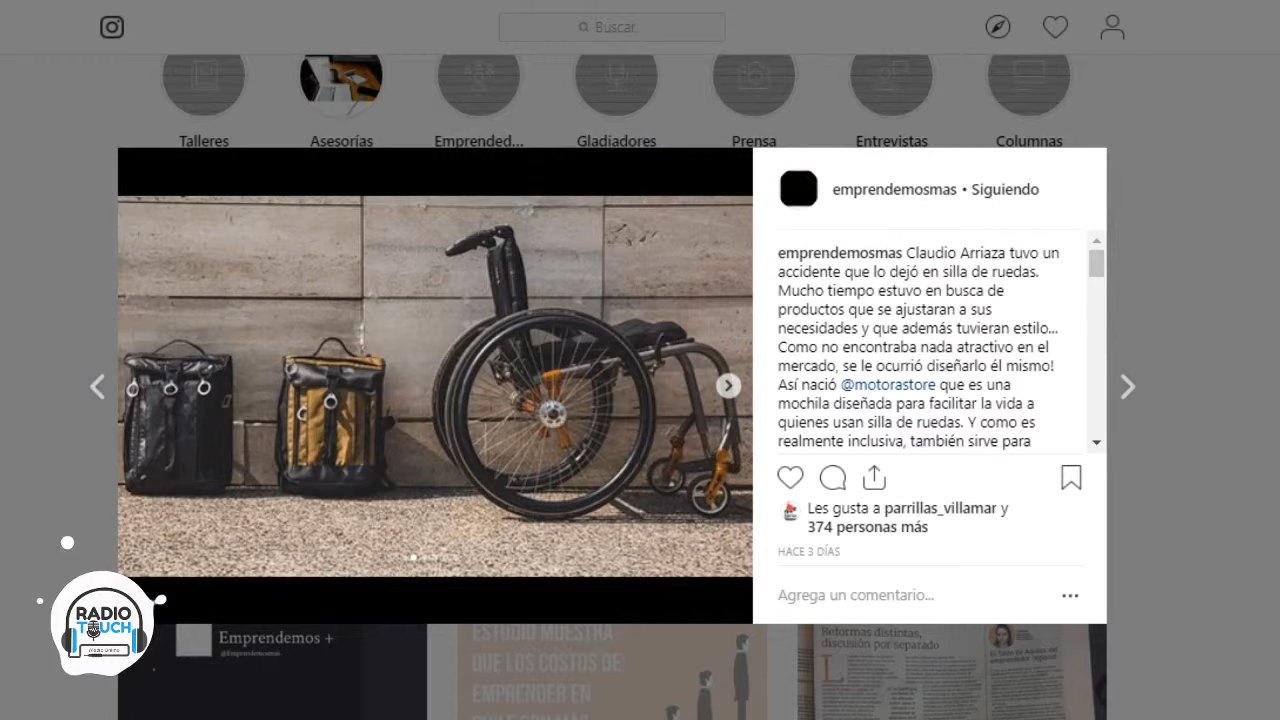 Buscar
Talleres
Asesorías
Emprended...
Gladiadores
Prensa
Entrevistas
Columnas
emprendemosmas • Siguiendo
emprendemosmas Claudio Arriaza tuvo un
accidente que lo dejó en silla de ruedas.
Mucho tiempo estuvo en busca de
productos que se ajustaran a sus
necesidades y que además tuvieran estilo...
Como no encontraba nada atractivo en el
mercado, se le ocurrió diseñarlo él mismo!
Así nació @motorastore que es una
mochila diseñada para facilitar la vida a
quienes usan silla de ruedas. Y como es
realmente inclusiva, también sirve para
Les gusta a parrillas_villamar y
374 personas más
HACE 3 DÍAS
Agrega un comentario...
RADIO
TOUCH
Emprendemos +
ESTUDIO MUESTRA
QUE LOS COSTOS DE
EMPRENDER EN
Reformas distintas,
discusión por separado